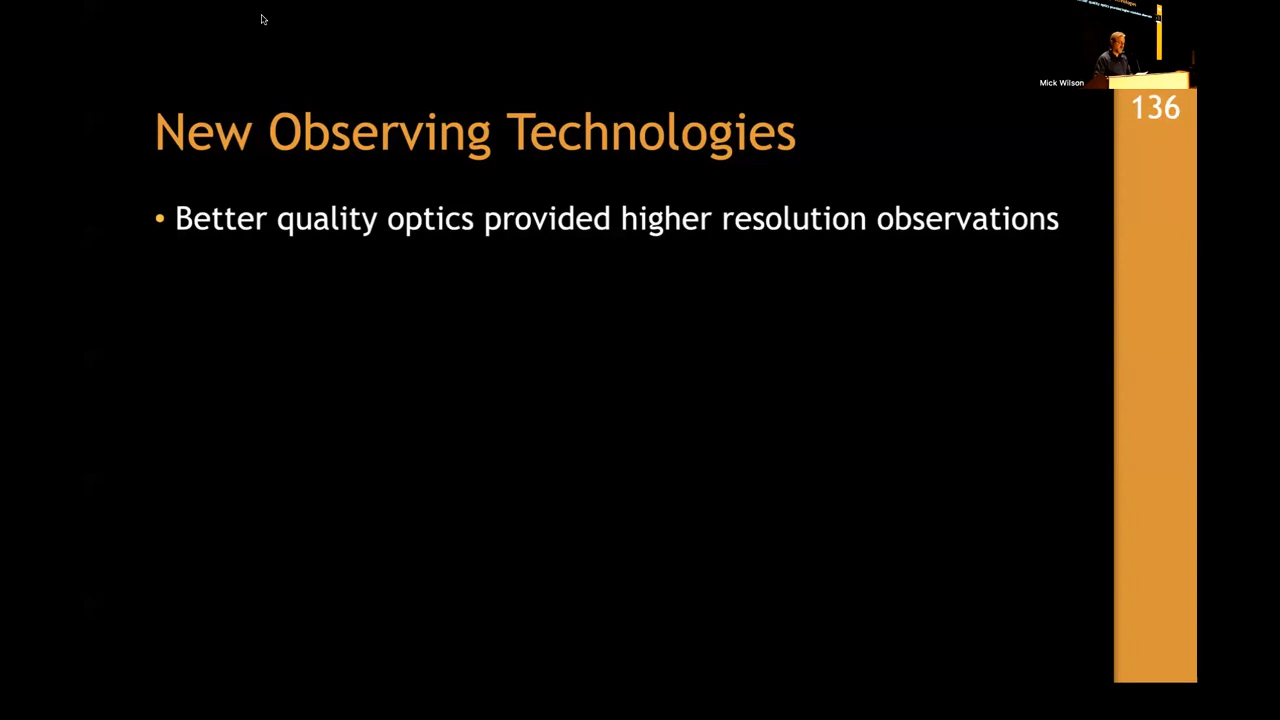 Mick Wilson
136
New Observing Technologies
• Better quality optics provided higher resolution observations